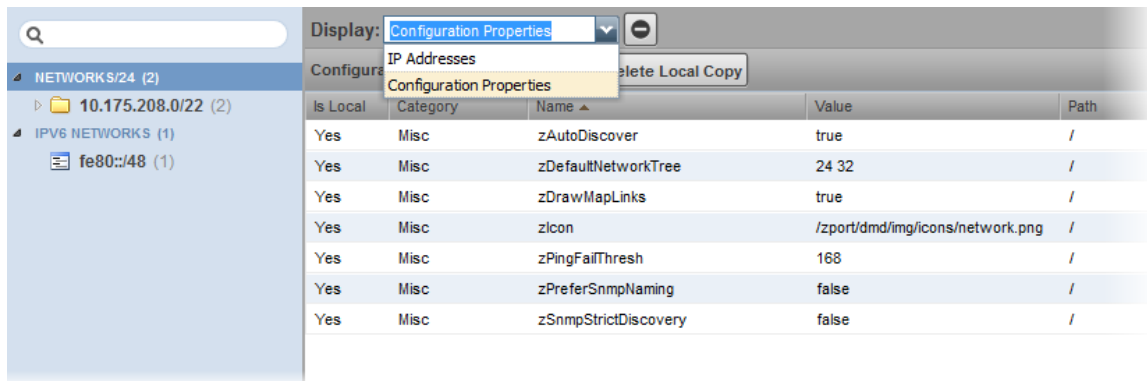 Display: Configuration Properties
IP Addresses
Configuration Properties
Configura elete Local Copy
NETWORKS/24 (2)
10.175.208.0/22 (2)
IPV6 NETWORKS (1)
fe80::/48 (1)
Is Local Category Name Value Path
Yes Misc zAutoDiscover true /
Yes Misc zDefaultNetworkTree 24 32 /
Yes Misc zDrawMapLinks true /
Yes Misc zIcon /zport/dmd/img/icons/network.png /
Yes Misc zPingFailThresh 168 /
Yes Misc zPreferSnmpNaming false /
Yes Misc zSnmpStrictDiscovery false /